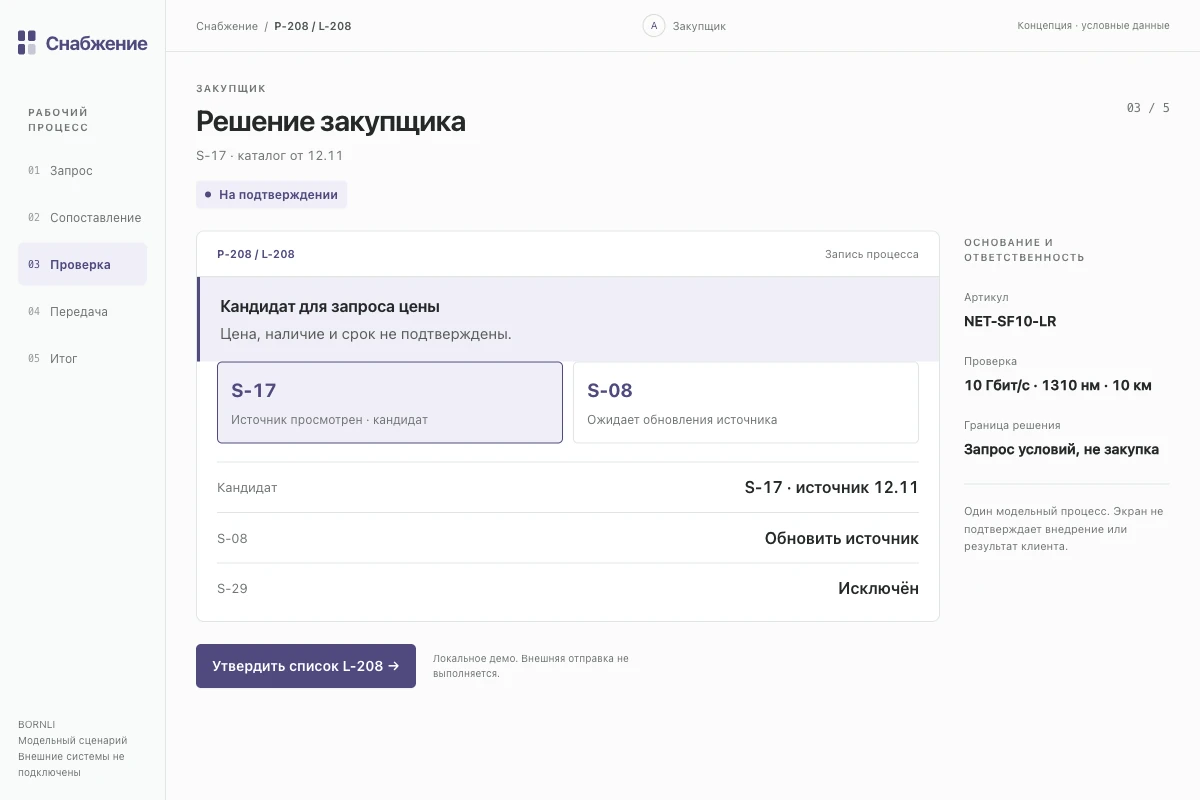 Снабжение
РАБОЧИЙ
ПРОЦЕСС
01 Запрос
02 Сопоставление
03 Проверка
04 Передача
05 Итог
BORNLI
Модельный сценарий
Внешние системы не
подключены
Снабжение / P-208 / L-208
A Закупщик
Концепция · условные данные
ЗАКУПЩИК
Решение закупщика
03 / 5
S-17 · каталог от 12.11
На подтверждении
P-208 / L-208
Запись процесса
Кандидат для запроса цены
Цена, наличие и срок не подтверждены.
S-17
Источник просмотрен · кандидат
S-08
Ожидает обновления источника
Кандидат
S-17 · источник 12.11
S-08
Обновить источник
S-29
Исключён
Утвердить список L-208 →
Локальное демо. Внешняя отправка не
выполняется.
ОСНОВАНИЕ И
ОТВЕТСТВЕННОСТЬ
Артикул
NET-SF10-LR
Проверка
10 Гбит/с · 1310 нм · 10 км
Граница решения
Запрос условий, не закупка
Один модельный процесс. Экран не
подтверждает внедрение или
результат клиента.